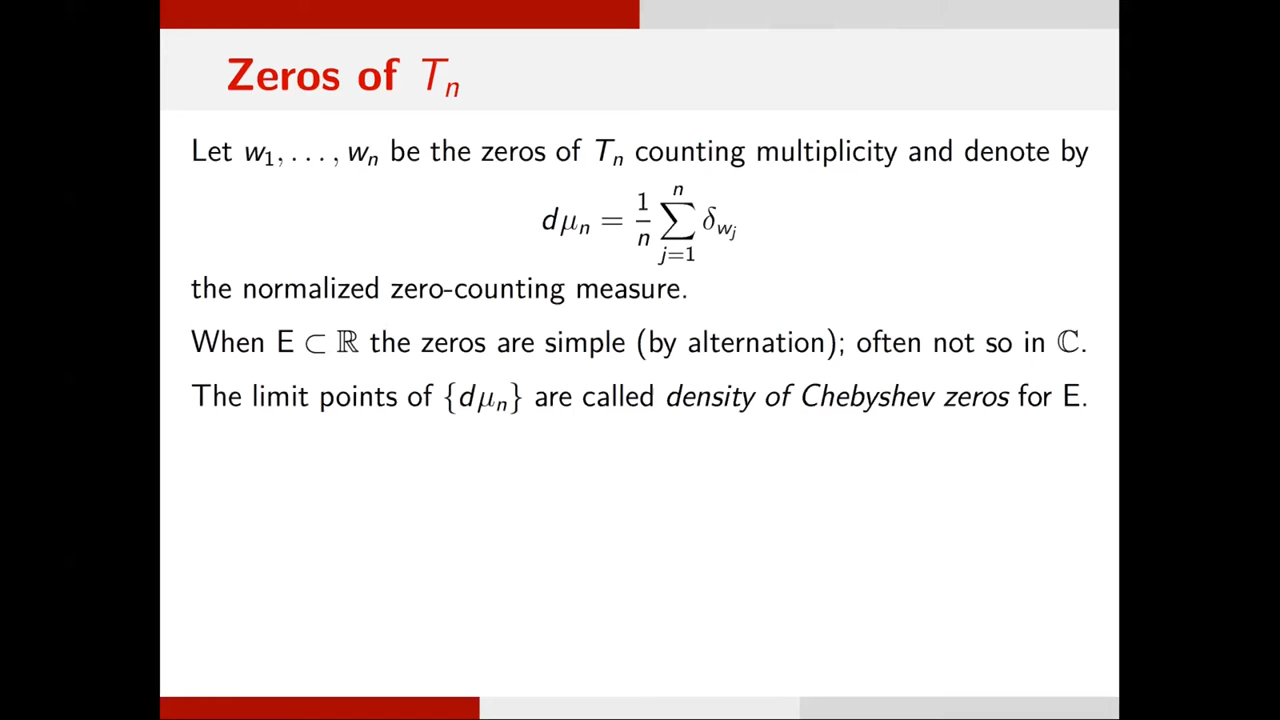 Zeros of Tₙ
Let w₁, . . . , wₙ be the zeros of Tₙ counting multiplicity and denote by
dμₙ = 1/n ∑ⁿⱼ₌₁ δ_{wⱼ}
the normalized zero-counting measure.
When E ⊂ ℝ the zeros are simple (by alternation); often not so in ℂ.
The limit points of {dμₙ} are called density of Chebyshev zeros for E.